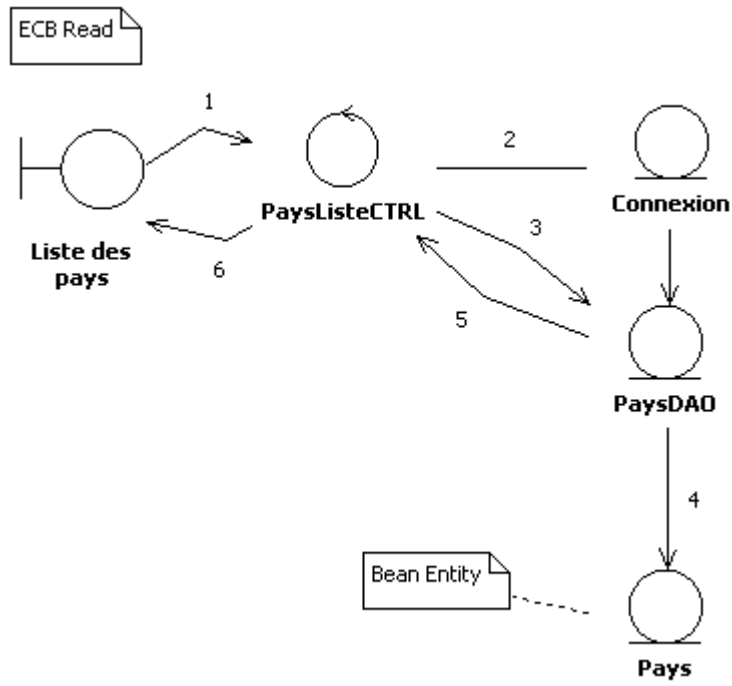 ECB Read
1
2
PaysListeCTRL
Connexion
3
Liste des
pays
6
5
PaysDAO
4
Bean Entity
Pays